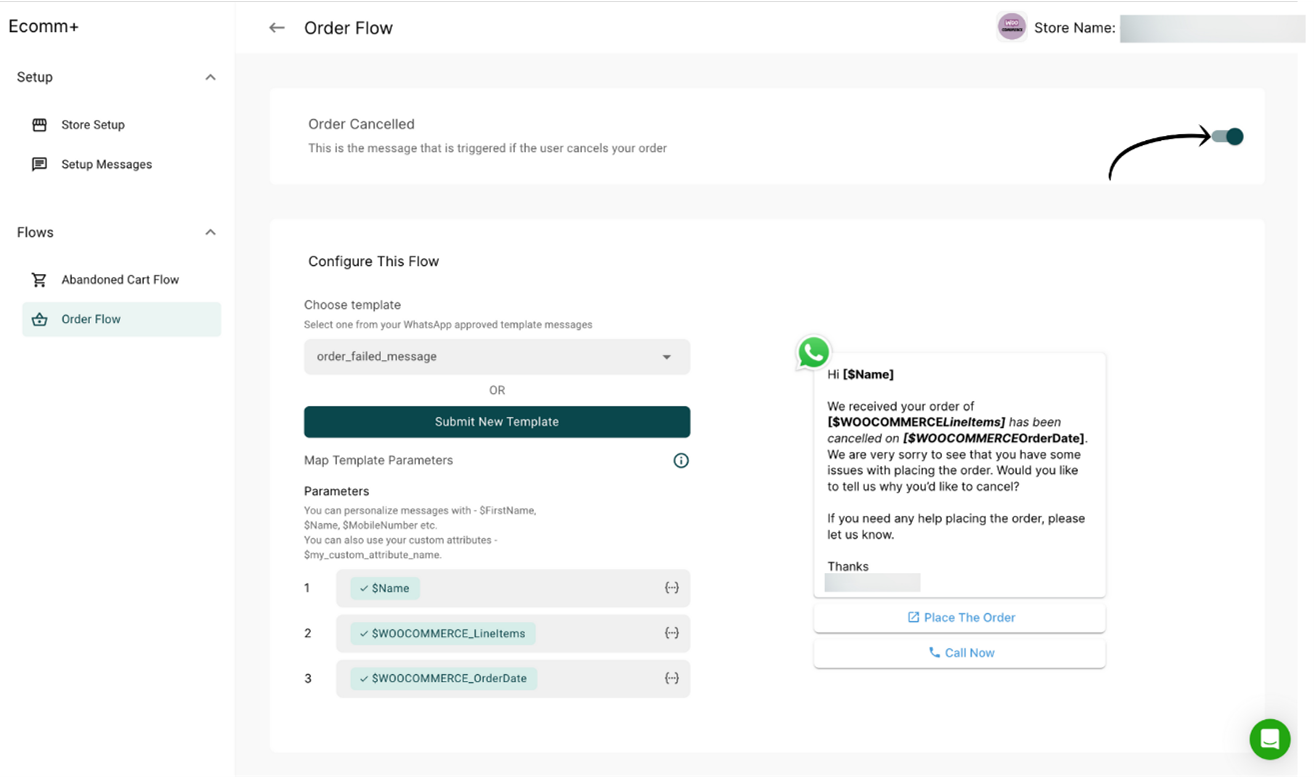 Ecomm+
Order Flow
WOO
COMMERCE
Store Name:
Setup
Store Setup
Setup Messages
Flows
Abandoned Cart Flow
Order Flow
Order Cancelled
This is the message that is triggered if the user cancels your order
Configure This Flow
Choose template
Select one from your WhatsApp approved template messages
order_failed_message
OR
Submit New Template
Map Template Parameters
Parameters
You can personalize messages with - $FirstName,
$Name, $MobileNumber etc.
You can also use your custom attributes -
$my_custom_attribute_name.
1 $Name {··}
2 $WOOCOMMERCE_LineItems {··}
3 $WOOCOMMERCE_OrderDate {··}
Hi [$Name]
We received your order of
[$WOOCOMMERCELineItems] has been
cancelled on [$WOOCOMMERCEOrderDate].
We are very sorry to see that you have some
issues with placing the order. Would you like
to tell us why you'd like to cancel?
If you need any help placing the order, please
let us know.
Thanks
Place The Order
Call Now